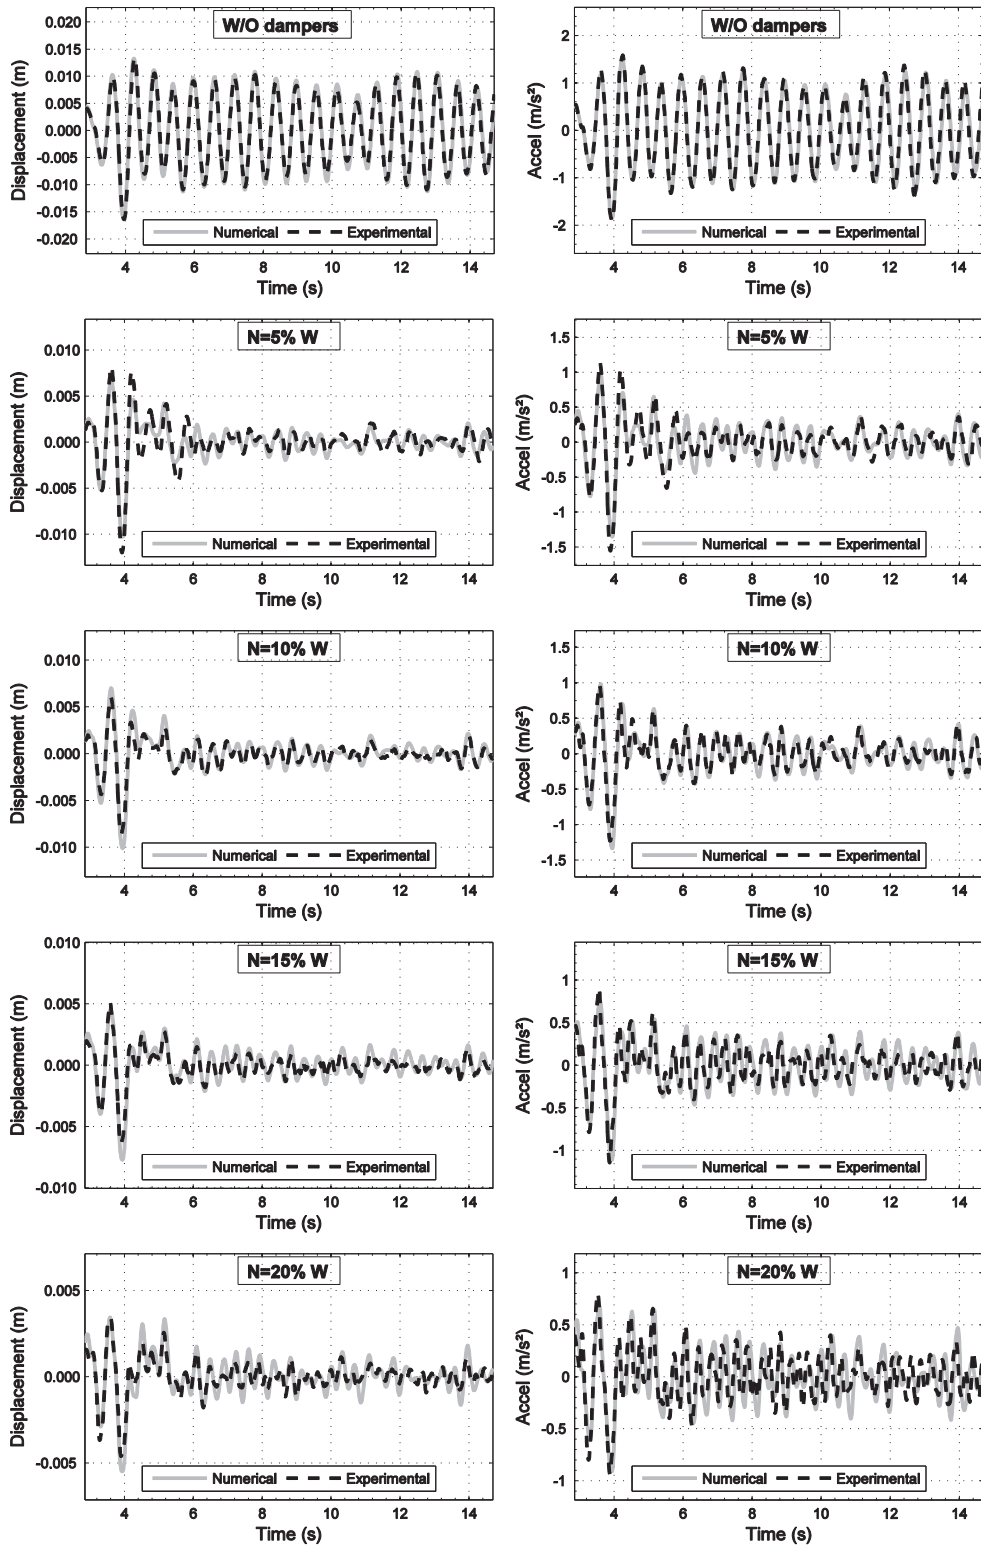 W/O dampers
Displacement (m)
0.020
0.015
0.010
0.005
0.000
-0.005
-0.010
-0.015
-0.020
Numerical Experimental
4 6 8 10 12 14
Time (s)
W/O dampers
Accel (m/s²)
2
1
0
-1
-2
Numerical Experimental
4 6 8 10 12 14
Time (s)
N=5% W
Displacement (m)
0.010
0.005
0.000
-0.005
-0.010
Numerical Experimental
4 6 8 10 12 14
Time (s)
N=5% W
Accel (m/s²)
1.5
1
0.5
0
-0.5
-1
-1.5
Numerical Experimental
4 6 8 10 12 14
Time (s)
N=10% W
Displacement (m)
0.010
0.005
0.000
-0.005
-0.010
Numerical Experimental
4 6 8 10 12 14
Time (s)
N=10% W
Accel (m/s²)
1.5
1
0.5
0
-0.5
-1
-1.5
Numerical Experimental
4 6 8 10 12 14
Time (s)
N=15% W
Displacement (m)
0.010
0.005
0.000
-0.005
-0.010
Numerical Experimental
4 6 8 10 12 14
Time (s)
N=15% W
Accel (m/s²)
1
0.5
0
-0.5
-1
Numerical Experimental
4 6 8 10 12 14
Time (s)
N=20% W
Displacement (m)
0.005
0.000
-0.005
Numerical Experimental
4 6 8 10 12 14
Time (s)
N=20% W
Accel (m/s²)
1
0.5
0
-0.5
-1
Numerical Experimental
4 6 8 10 12 14
Time (s)